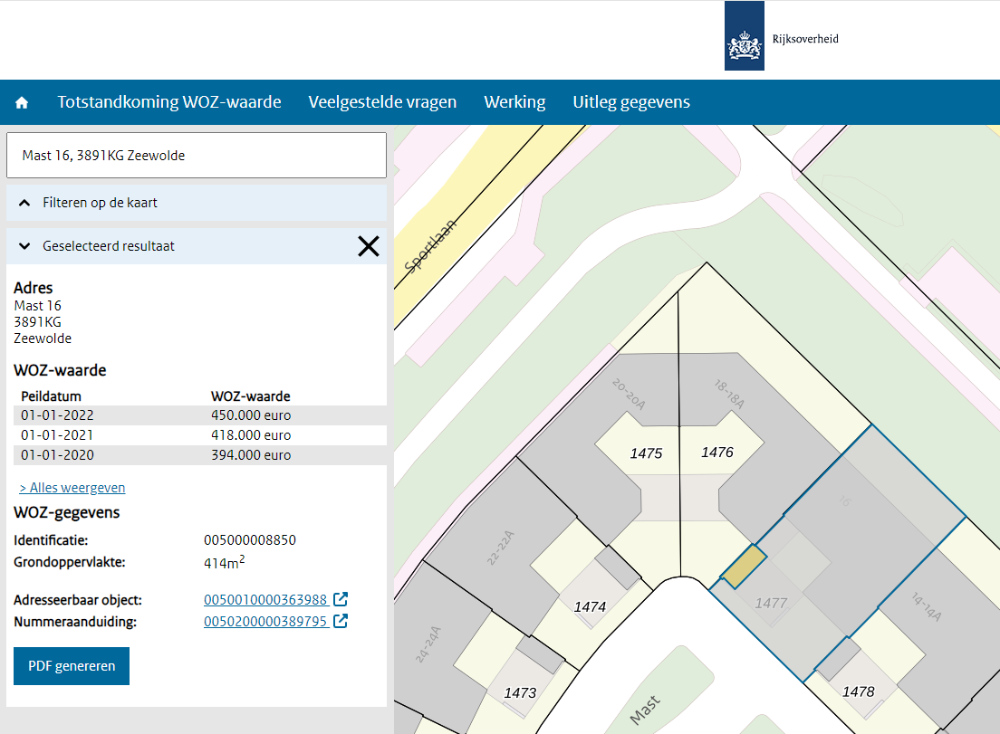 Rijksoverheid
Totstandkoming WOZ-waarde Veelgestelde vragen Werking Uitleg gegevens
Mast 16, 3891KG Zeewolde
Filteren op de kaart
Geselecteerd resultaat
Adres
Mast 16
3891KG
Zeewolde
WOZ-waarde
Peildatum WOZ-waarde
01-01-2022 450.000 euro
01-01-2021 418.000 euro
01-01-2020 394.000 euro
> Alles weergeven
WOZ-gegevens
Identificatie: 005000008850
Grondoppervlakte: 414m²
Adresseerbaar object: 0050010000363988
Nummeraanduiding: 0050200000389795
PDF genereren
Sportlaan
20-20A
18-18A
1475
1476
16
22-22A
1474
1477
14-14A
24-24A
1473
1478
Mast